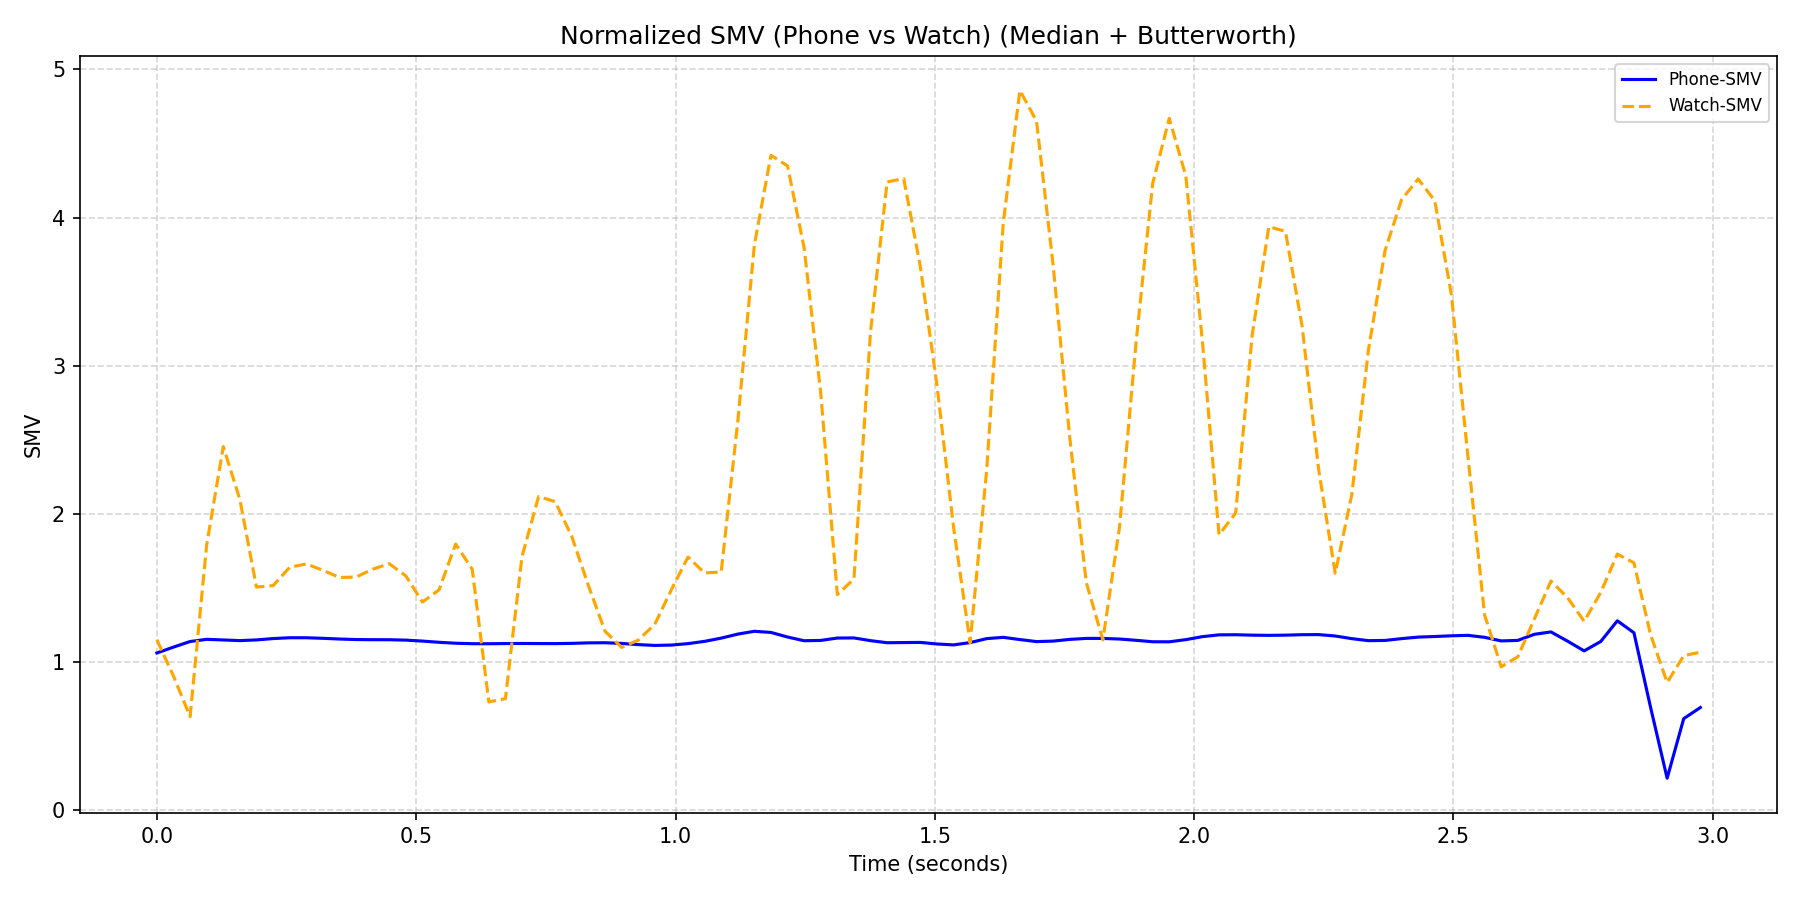 Normalized SMV (Phone vs Watch) (Median + Butterworth)
Phone-SMV
Watch-SMV
5
4
3
2
1
0
SMV
0.0 0.5 1.0 1.5 2.0 2.5 3.0
Time (seconds)